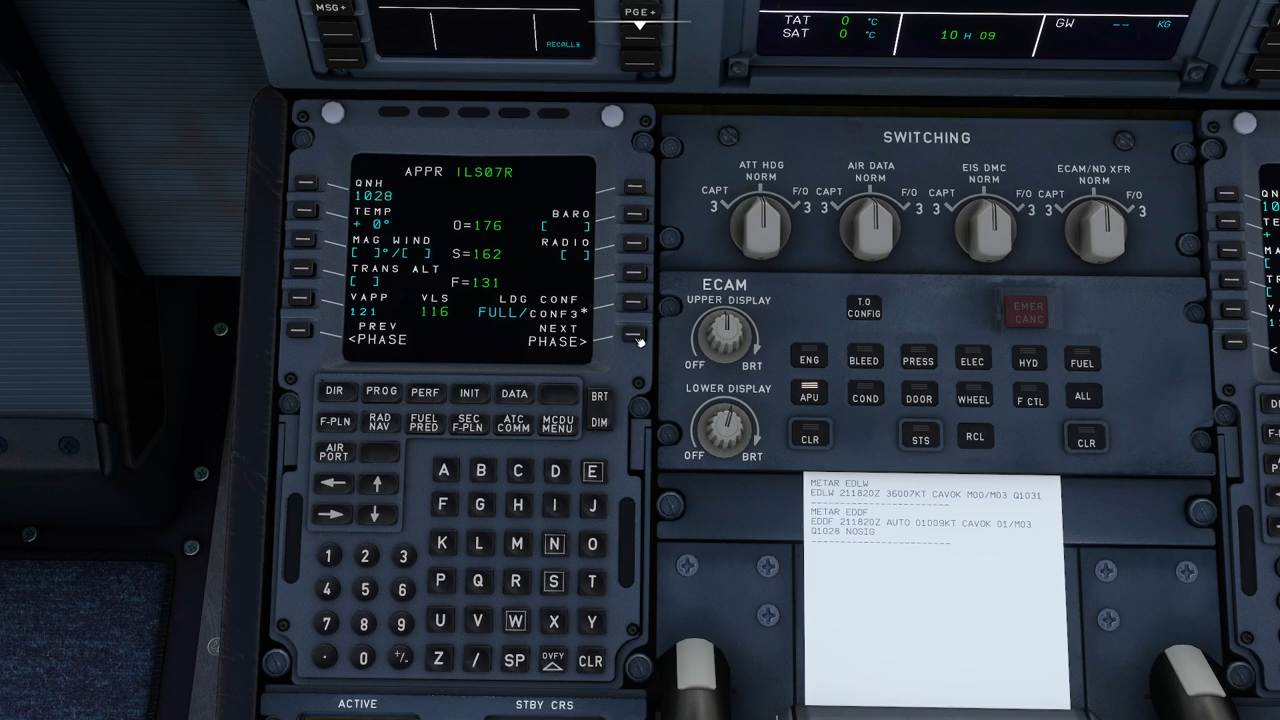 MSG+
PGE+
RECALL
TAT 0 °C
SAT 0 °C
10 H 09
GW -- KG
APPR ILS07R
QNH
1028
TEMP
+ 0° O=176
BARO
[ ]
MAG WIND
[ ]°/[ ] S=162
RADIO
[ ]
TRANS ALT
[ ] F=131
VAPP VLS LDG CONF
121 116 FULL/CONF3*
PREV NEXT
<PHASE PHASE>
DIR PROG PERF INIT DATA
BRT
DIM
F-PLN
RAD NAV
FUEL PRED
SEC F-PLN
ATC COMM
MCDU MENU
AIR PORT
A B C D E
F G H I J
K L M N O
P Q R S T
U V W X Y
Z / SP OVFY CLR
1 2 3
4 5 6
7 8 9
. 0 +/-
ACTIVE
STBY CRS
SWITCHING
ATT HDG
NORM
CAPT F/O
3 3
AIR DATA
NORM
CAPT F/O
3 3
EIS DMC
NORM
CAPT F/O
3 3
ECAM/ND XFR
NORM
CAPT F/O
3 3
ECAM
UPPER DISPLAY
OFF BRT
LOWER DISPLAY
OFF BRT
T.O
CONFIG
EMER
CANC
ENG BLEED PRESS ELEC HYD FUEL
APU COND DOOR WHEEL F CTL ALL
CLR STS RCL CLR
METAR EDLW
EDLW 211820Z 36007KT CAVOK M00/M03 Q1031
METAR EDDF
EDDF 211820Z AUTO 01009KT CAVOK 01/M03
Q1028 NOSIG